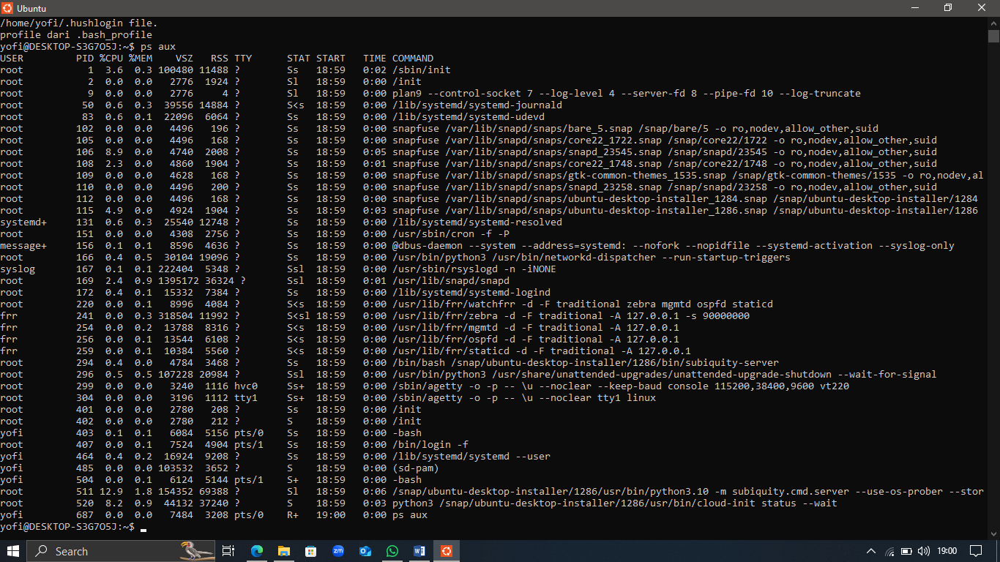 Ubuntu
/home/yofi/.hushlogin file.
profile dari .bash_profile
yofi@DESKTOP-S3G7O5J:~$ ps aux
USER         PID %CPU %MEM    VSZ   RSS TTY      STAT START   TIME COMMAND
root           1  3.6  0.3 100480 11488 ?        Ss   18:59   0:02 /sbin/init
root           2  0.0  0.0   2776  1924 ?        Sl   18:59   0:00 /init
root           9  0.0  0.0   2776     4 ?        Sl   18:59   0:00 plan9 --control-socket 7 --log-level 4 --server-fd 8 --pipe-fd 10 --log-truncate
root          50  0.6  0.3  39556 14884 ?        S<s  18:59   0:00 /lib/systemd/systemd-journald
root          83  0.6  0.1  22096  6064 ?        Ss   18:59   0:00 /lib/systemd/systemd-udevd
root         102  0.0  0.0   4496   196 ?        Ss   18:59   0:00 snapfuse /var/lib/snapd/snaps/bare_5.snap /snap/bare/5 -o ro,nodev,allow_other,suid
root         105  0.0  0.0   4496   168 ?        Ss   18:59   0:00 snapfuse /var/lib/snapd/snaps/core22_1722.snap /snap/core22/1722 -o ro,nodev,allow_other,suid
root         106  8.9  0.0   4740  2008 ?        Ss   18:59   0:05 snapfuse /var/lib/snapd/snaps/snapd_23545.snap /snap/snapd/23545 -o ro,nodev,allow_other,suid
root         108  2.3  0.0   4860  1904 ?        Ss   18:59   0:01 snapfuse /var/lib/snapd/snaps/core22_1748.snap /snap/core22/1748 -o ro,nodev,allow_other,suid
root         109  0.0  0.0   4628   168 ?        Ss   18:59   0:00 snapfuse /var/lib/snapd/snaps/gtk-common-themes_1535.snap /snap/gtk-common-themes/1535 -o ro,nodev,al
root         110  0.0  0.0   4496   200 ?        Ss   18:59   0:00 snapfuse /var/lib/snapd/snaps/snapd_23258.snap /snap/snapd/23258 -o ro,nodev,allow_other,suid
root         112  0.0  0.0   4496   168 ?        Ss   18:59   0:00 snapfuse /var/lib/snapd/snaps/ubuntu-desktop-installer_1284.snap /snap/ubuntu-desktop-installer/1284
root         115  4.9  0.0   4924  1904 ?        Ss   18:59   0:03 snapfuse /var/lib/snapd/snaps/ubuntu-desktop-installer_1286.snap /snap/ubuntu-desktop-installer/1286
systemd+     131  0.6  0.3  25540 12748 ?        Ss   18:59   0:00 /lib/systemd/systemd-resolved
root         151  0.0  0.0   4308  2756 ?        Ss   18:59   0:00 /usr/sbin/cron -f -P
message+     156  0.1  0.1   8596  4636 ?        Ss   18:59   0:00 @dbus-daemon --system --address=systemd: --nofork --nopidfile --systemd-activation --syslog-only
root         166  0.4  0.5  30104 19096 ?        Ss   18:59   0:00 /usr/bin/python3 /usr/bin/networkd-dispatcher --run-startup-triggers
syslog       167  0.1  0.1 222404  5348 ?        Ssl  18:59   0:00 /usr/sbin/rsyslogd -n -iNONE
root         169  2.4  0.9 1395172 36324 ?       Ssl  18:59   0:01 /usr/lib/snapd/snapd
root         172  0.4  0.1  15332  7384 ?        Ss   18:59   0:00 /lib/systemd/systemd-logind
root         220  0.0  0.1   8996  4084 ?        S<s  18:59   0:00 /usr/lib/frr/watchfrr -d -F traditional zebra mgmtd ospfd staticd
frr          241  0.0  0.3 318504 11992 ?        S<sl 18:59   0:00 /usr/lib/frr/zebra -d -F traditional -A 127.0.0.1 -s 90000000
frr          254  0.0  0.2  13788  8316 ?        S<s  18:59   0:00 /usr/lib/frr/mgmtd -d -F traditional -A 127.0.0.1
frr          256  0.0  0.1  13544  6108 ?        S<s  18:59   0:00 /usr/lib/frr/ospfd -d -F traditional -A 127.0.0.1
frr          259  0.0  0.1  10384  5560 ?        S<s  18:59   0:00 /usr/lib/frr/staticd -d -F traditional -A 127.0.0.1
root         294  0.4  0.0   4784  3468 ?        Ss   18:59   0:00 /bin/bash /snap/ubuntu-desktop-installer/1286/bin/subiquity-server
root         296  0.5  0.5 107228 20984 ?        Ssl  18:59   0:00 /usr/bin/python3 /usr/share/unattended-upgrades/unattended-upgrade-shutdown --wait-for-signal
root         299  0.0  0.0   3240  1116 hvc0     Ss+  18:59   0:00 /sbin/agetty -o -p -- \u --noclear --keep-baud console 115200,38400,9600 vt220
root         304  0.0  0.0   3196  1112 tty1     Ss+  18:59   0:00 /sbin/agetty -o -p -- \u --noclear tty1 linux
root         401  0.0  0.0   2780   208 ?        Ss   18:59   0:00 /init
root         402  0.0  0.0   2780   212 ?        S    18:59   0:00 /init
yofi         403  0.1  0.1   6084  5156 pts/0    Ss   18:59   0:00 -bash
root         407  0.0  0.1   7524  4904 pts/1    Ss   18:59   0:00 /bin/login -f
yofi         464  0.4  0.2  16924  9208 ?        Ss   18:59   0:00 /lib/systemd/systemd --user
yofi         485  0.0  0.0 103532  3652 ?        S    18:59   0:00 (sd-pam)
yofi         504  0.0  0.1   6124  5144 pts/1    S+   18:59   0:00 -bash
root         511 12.9  1.8 154352 69388 ?        Sl   18:59   0:06 /snap/ubuntu-desktop-installer/1286/usr/bin/python3.10 -m subiquity.cmd.server --use-os-prober --stor
root         520  8.2  0.9  44132 37240 ?        S    18:59   0:03 python3 /snap/ubuntu-desktop-installer/1286/usr/bin/cloud-init status --wait
yofi         687  0.0  0.0   7484  3208 pts/0    R+   19:00   0:00 ps aux
yofi@DESKTOP-S3G7O5J:~$
Search
zm
19:00